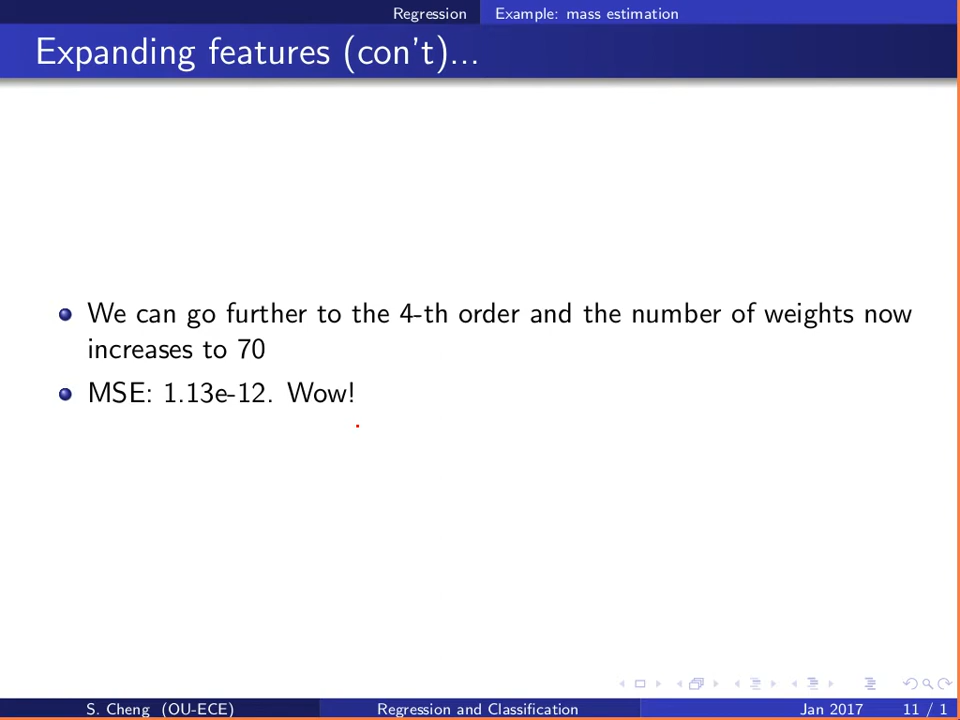 Regression Example: mass estimation
Expanding features (con't)...
We can go further to the 4-th order and the number of weights now
increases to 70
MSE: 1.13e-12. Wow!
S. Cheng (OU-ECE) Regression and Classification Jan 2017 11 / 1